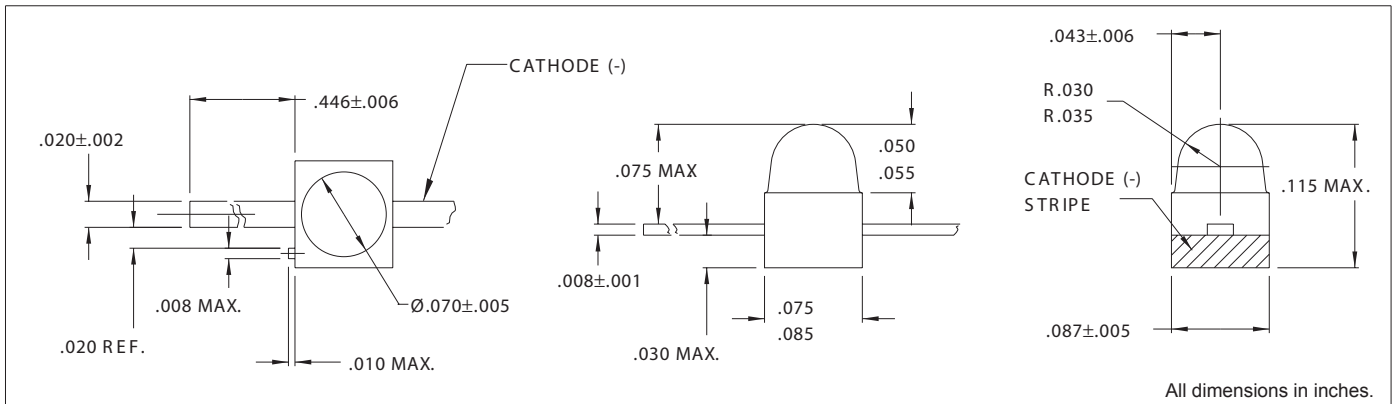 CATHODE (-)
.446±.006
.020±.002
.008 MAX.
.020 REF.
.010 MAX.
Ø.070±.005
.075 MAX
.050
.055
.008±.001
.030 MAX.
.075
.085
.043±.006
R.030
R.035
CATHODE (-)
STRIPE
.115 MAX.
.087±.005
All dimensions in inches.